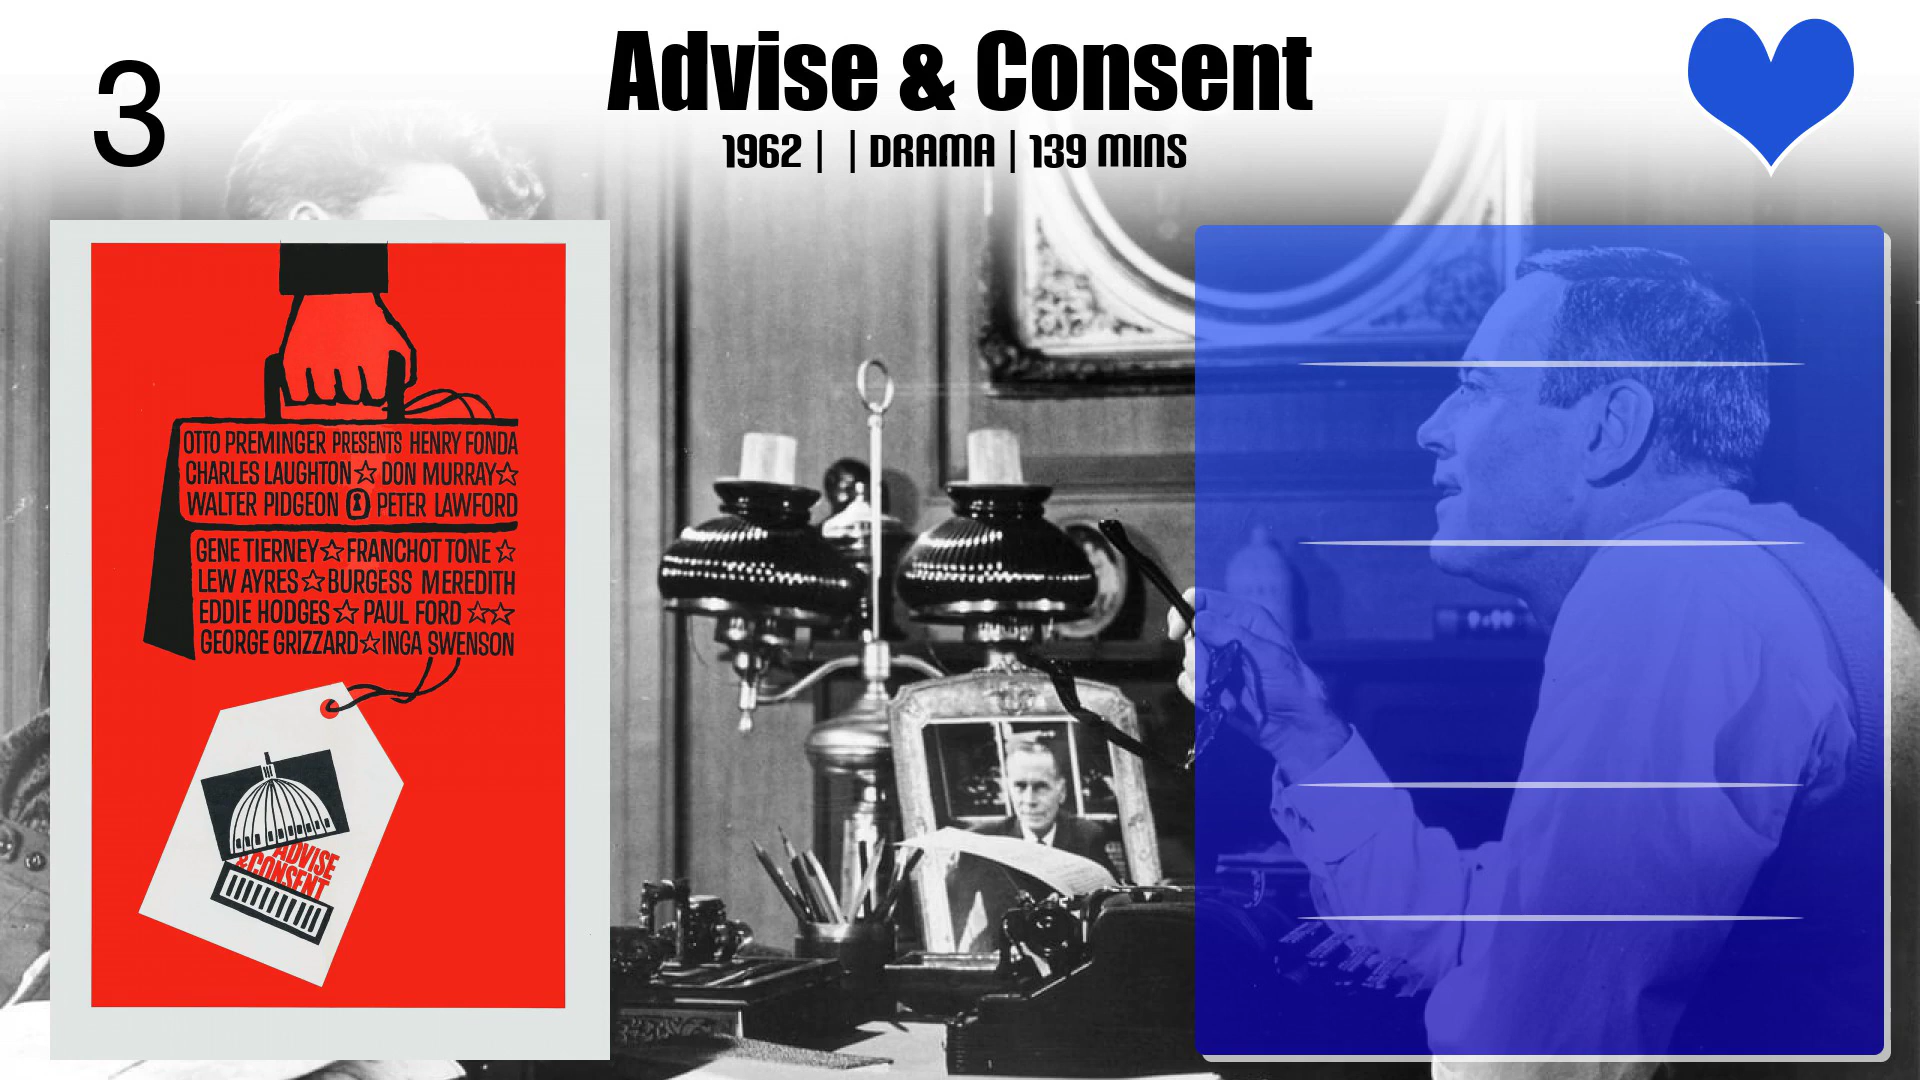 3
Advise & Consent
1962 | | DRAMA | 139 MINS
OTTO PREMINGER PRESENTS HENRY FONDA
CHARLES LAUGHTON☆DON MURRAY☆
WALTER PIDGEON PETER LAWFORD
GENE TIERNEY☆FRANCHOT TONE☆
LEW AYRES☆BURGESS MEREDITH
EDDIE HODGES☆PAUL FORD☆☆
GEORGE GRIZZARD☆INGA SWENSON
ADVISE
&CONSENT